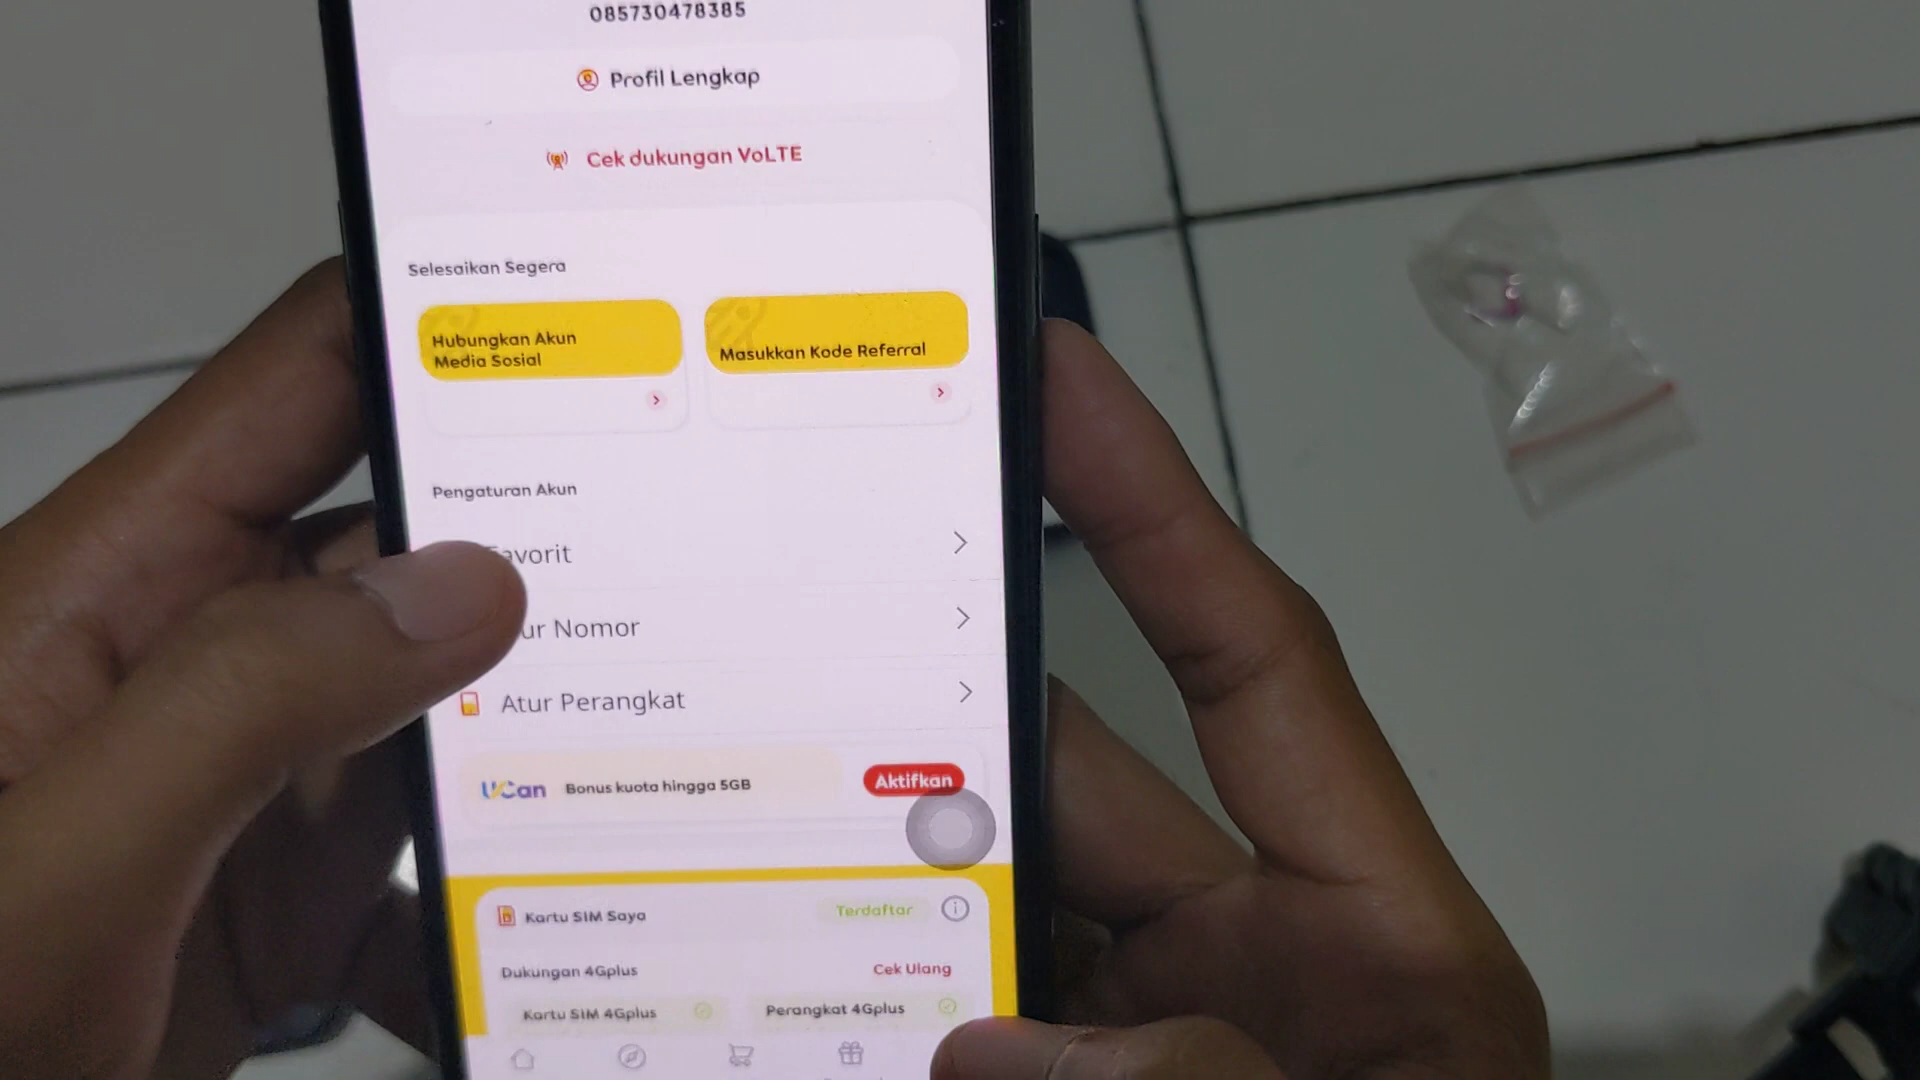 085730478385
Profil Lengkap
Cek dukungan VoLTE
Selesaikan Segera
Hubungkan Akun
Media Sosial
Masukkan Kode Referral
Pengaturan Akun
avorit
ur Nomor
Atur Perangkat
UCan Bonus kuota hingga 5GB Aktifkan
Kartu SIM Saya Terdaftar
Dukungan 4Gplus Cek Ulang
Kartu SIM 4Gplus Perangkat 4Gplus